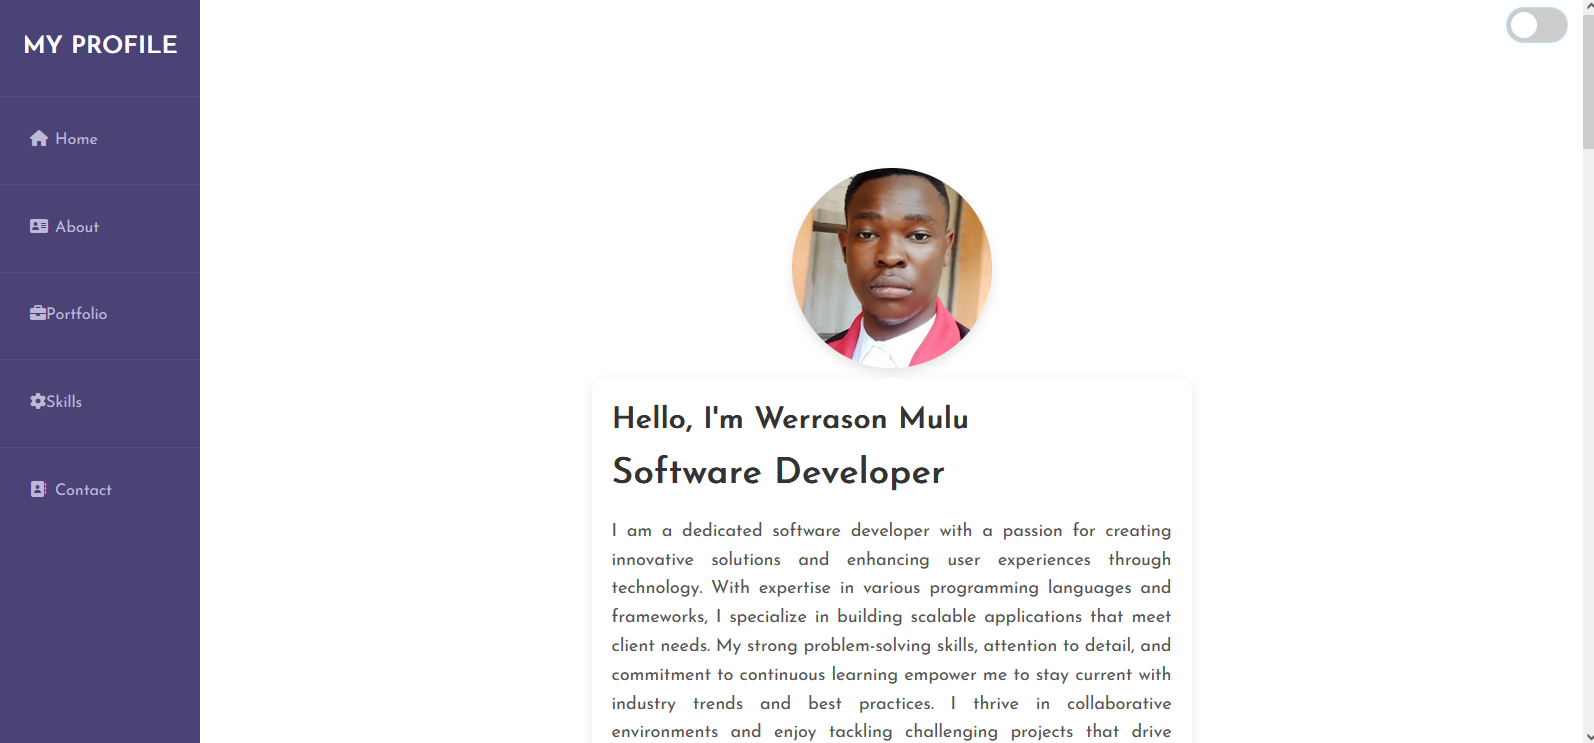 MY PROFILE
Home
About
Portfolio
Skills
Contact
Hello, I'm Werrason Mulu
Software Developer
I am a dedicated software developer with a passion for creating
innovative solutions and enhancing user experiences through
technology. With expertise in various programming languages and
frameworks, I specialize in building scalable applications that meet
client needs. My strong problem-solving skills, attention to detail, and
commitment to continuous learning empower me to stay current with
industry trends and best practices. I thrive in collaborative
environments and enjoy tackling challenging projects that drive